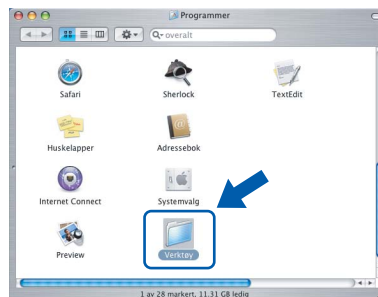 Programmer
overalt
Safari
Sherlock
TextEdit
Huskelapper
Adressebok
Internet Connect
Systemvalg
Preview
Verktøy
1 av 28 markert, 11.31 GB ledig